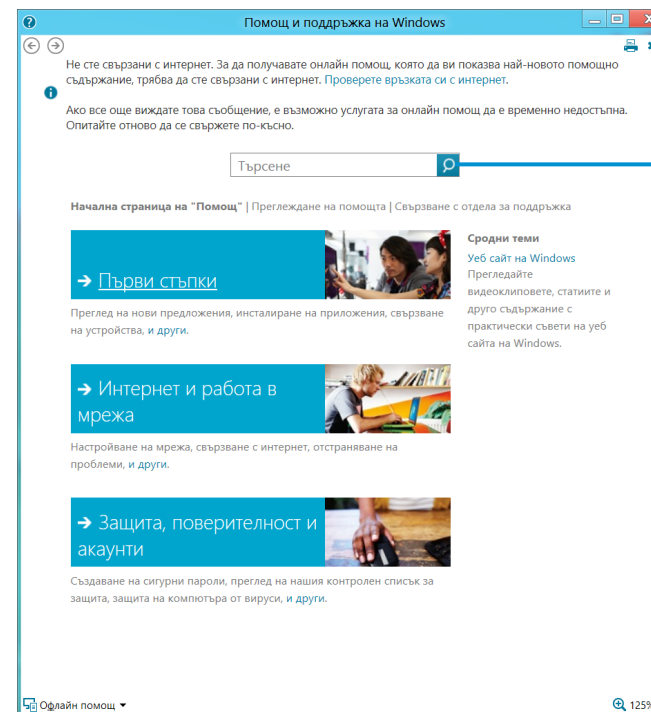 Помощ и поддръжка на Windows
Не сте свързани с интернет. За да получавате онлайн помощ, която да ви показва най-новото помощно
съдържание, трябва да сте свързани с интернет. Проверете връзката си с интернет.
Ако все още виждате това съобщение, е възможно услугата за онлайн помощ да е временно недостъпна.
Опитайте отново да се свържете по-късно.
Търсене
Начална страница на "Помощ" | Преглеждане на помощта | Свързване с отдела за поддръжка
→ Първи стъпки
Преглед на нови предложения, инсталиране на приложения, свързване
на устройства, и други.
→ Интернет и работа в
мрежа
Настройване на мрежа, свързване с интернет, отстраняване на
проблеми, и други.
→ Защита, поверителност и
акаунти
Създаване на сигурни пароли, преглед на нашия контролен списък за
защита, защита на компютъра от вируси, и други.
Сродни теми
Уеб сайт на Windows
Прегледайте
видеоклиповете, статиите и
друго съдържание с
практически съвети на уеб
сайта на Windows.
Офлайн помощ
125%